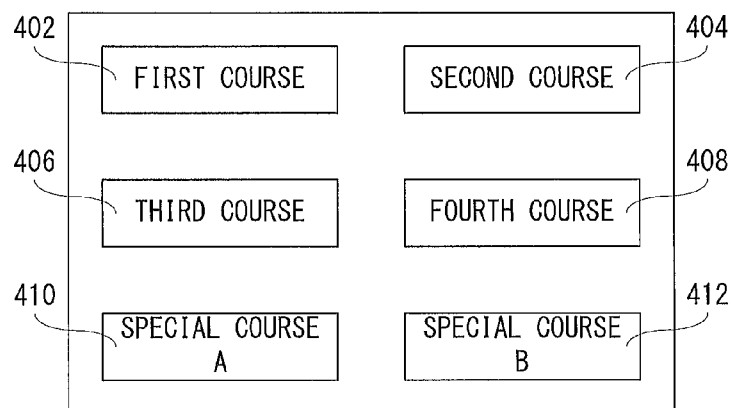 402
404
FIRST COURSE
SECOND COURSE
406
408
THIRD COURSE
FOURTH COURSE
410
412
SPECIAL COURSE
A
SPECIAL COURSE
B